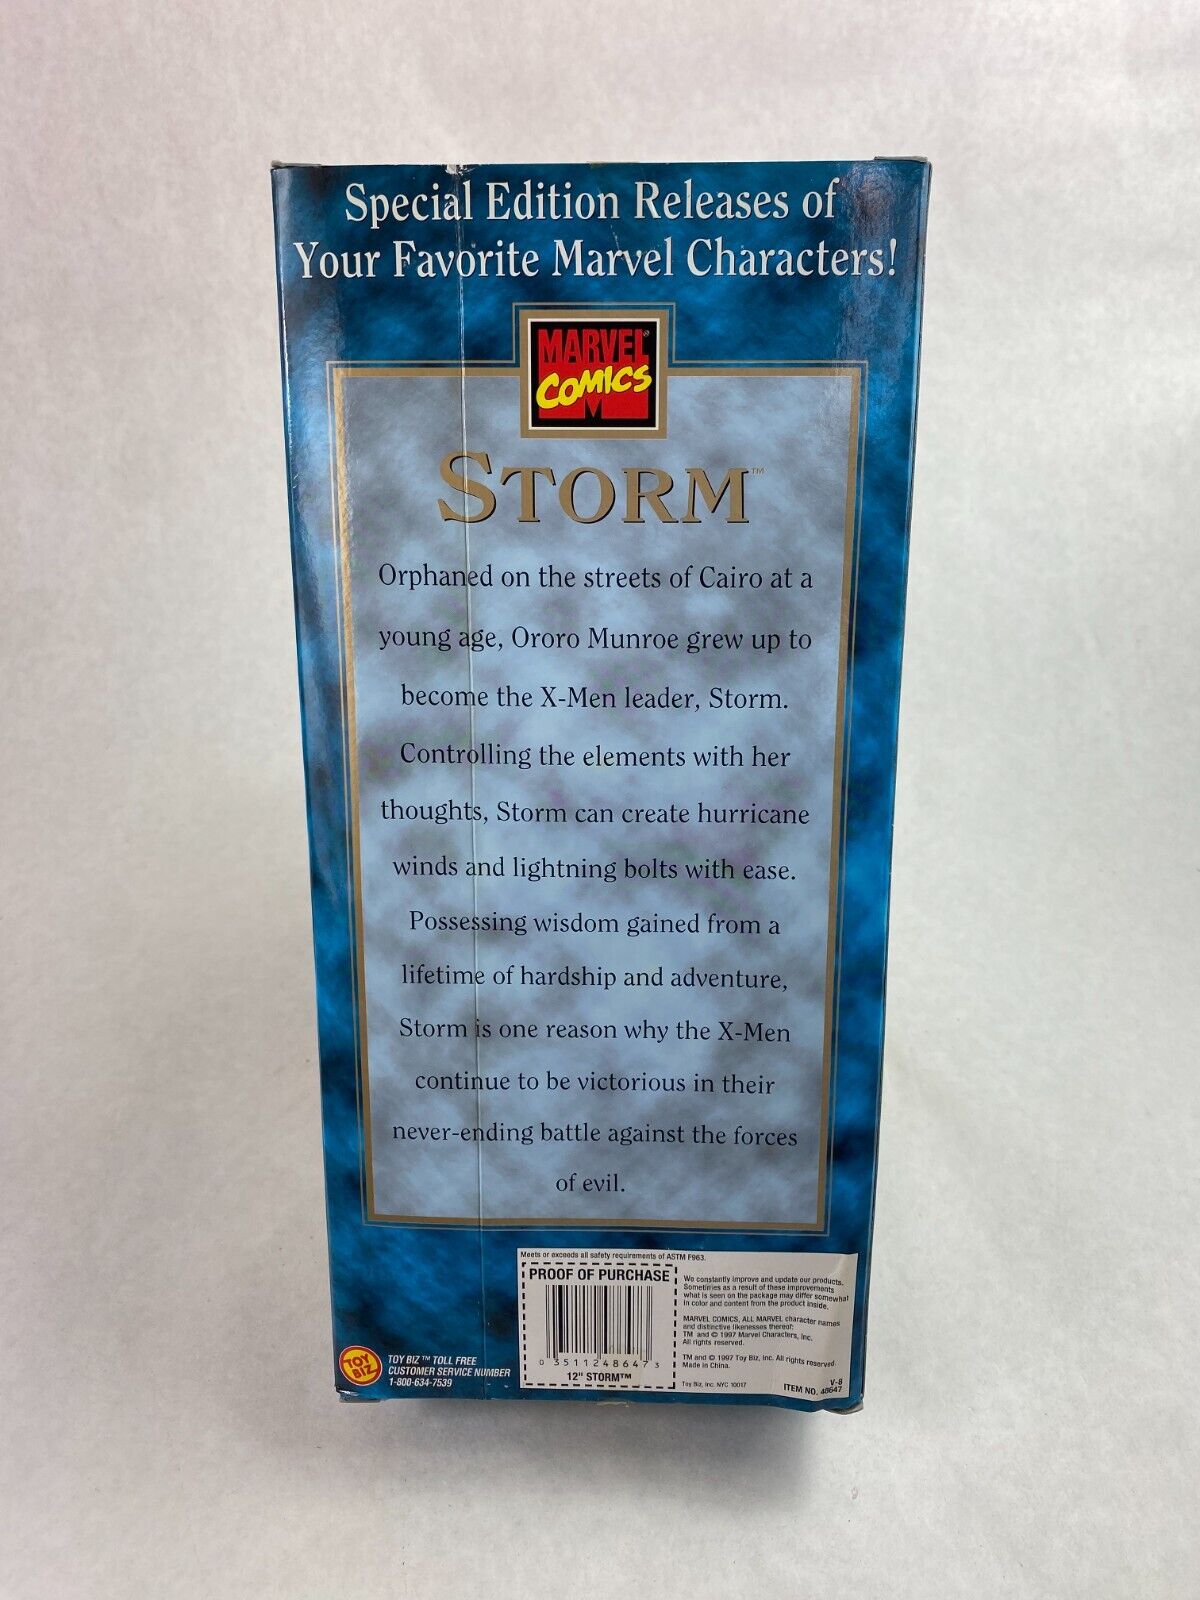 Special Edition Releases of
Your Favorite Marvel Characters!
MARVEL®
COMICS
M
STORM™
Orphaned on the streets of Cairo at a
young age, Ororo Munroe grew up to
become the X-Men leader, Storm.
Controlling the elements with her
thoughts, Storm can create hurricane
winds and lightning bolts with ease.
Possessing wisdom gained from a
lifetime of hardship and adventure,
Storm is one reason why the X-Men
continue to be victorious in their
never-ending battle against the forces
of evil.
Meets or exceeds all safety requirements of ASTM F963.
PROOF OF PURCHASE
0 35112 48647 3
12" STORM™
We constantly improve and update our products.
Sometimes as a result of these improvements
what is seen on the package may differ somewhat
in color and content from the product inside.
MARVEL COMICS, ALL MARVEL character names
and distinctive likenesses thereof:
TM and © 1997 Marvel Characters, Inc.
All rights reserved.
TM and © 1997 Toy Biz, Inc. All rights reserved.
Made in China.
Toy Biz, Inc. NYC 10017
V-8
ITEM NO. 48647
TOY
BIZ
TOY BIZ™ TOLL FREE
CUSTOMER SERVICE NUMBER
1-800-634-7539